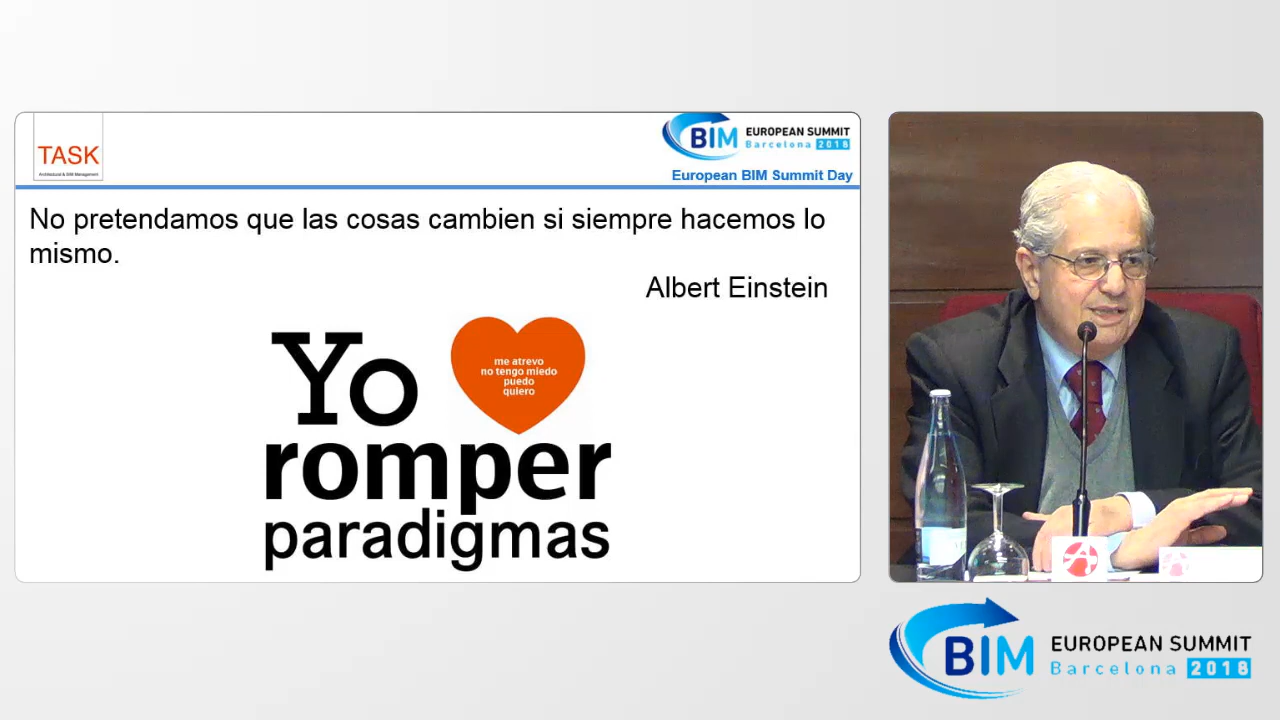 TASK
Architectural & BIM Management
BIM EUROPEAN SUMMIT
Barcelona 2018
European BIM Summit Day
No pretendamos que las cosas cambien si siempre hacemos lo
mismo.
Albert Einstein
Yo
me atrevo
no tengo miedo
puedo
quiero
romper
paradigmas
BIM EUROPEAN SUMMIT
Barcelona 2018